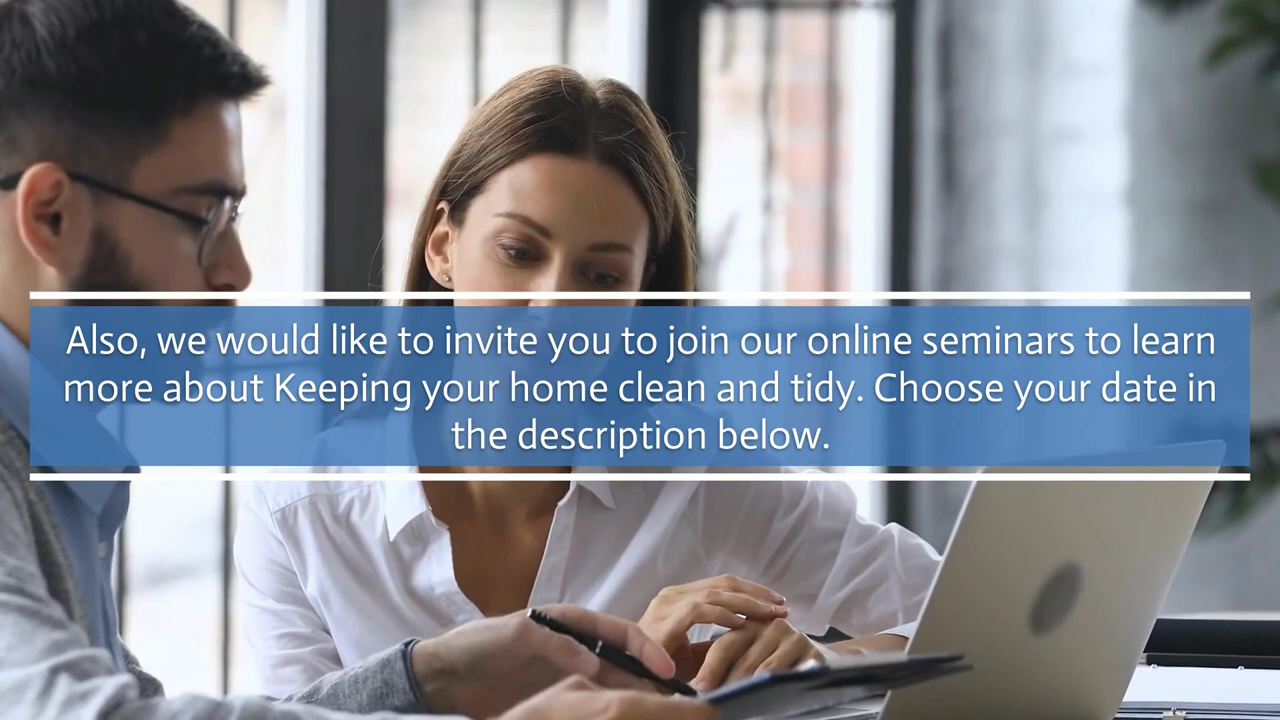 Also, we would like to invite you to join our online seminars to learn
more about Keeping your home clean and tidy. Choose your date in
the description below.